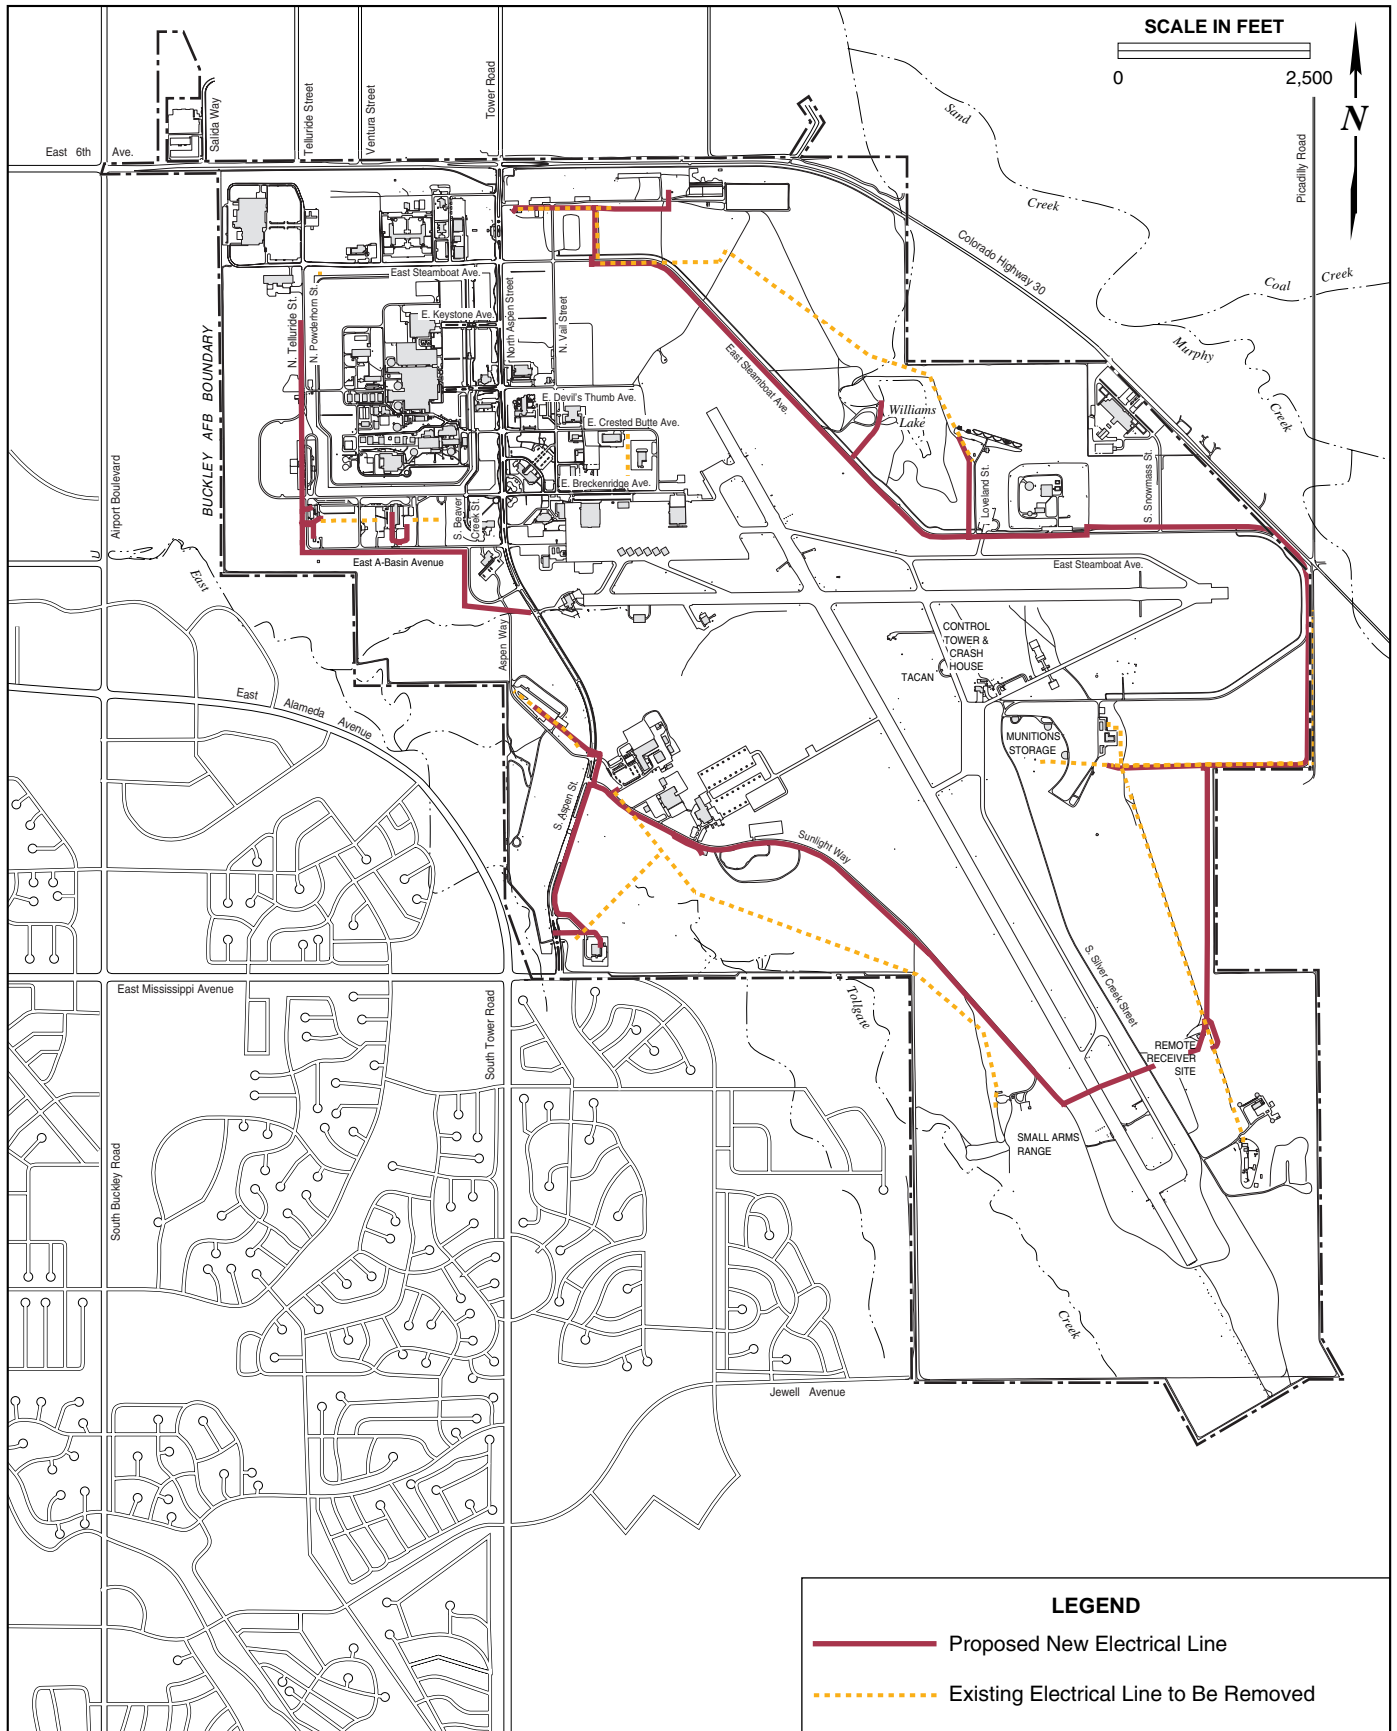 SCALE IN FEET
0 2,500
N
Sand
Creek
Coal Creek
Murphy
Creek
Picadilly Road
Colorado Highway 30
East 6th Ave.
Salida Way
Telluride Street
Ventura Street
Tower Road
East Steamboat Ave.
E. Keystone Ave.
N. Telluride St.
N. Powderhorn St.
North Aspen Street
N. Vail Street
BUCKLEY AFB BOUNDARY
Airport Boulevard
East Steamboat Ave.
E. Devil's Thumb Ave.
E. Crested Butte Ave.
E. Breckenridge Ave.
Williams
Lake
Loveland St.
S. Snowmass St.
S. Beaver
Creek St.
East A-Basin Avenue
East Steamboat Ave.
East
Aspen Way
CONTROL
TOWER &
CRASH
HOUSE
TACAN
East Alameda Avenue
MUNITIONS
STORAGE
S. Aspen St.
Sunlight Way
S. Silver Creek Street
East Mississippi Avenue
South Tower Road
Tollgate
Creek
REMOTE
RECEIVER
SITE
SMALL ARMS
RANGE
South Buckley Road
Jewell Avenue
LEGEND
Proposed New Electrical Line
Existing Electrical Line to Be Removed